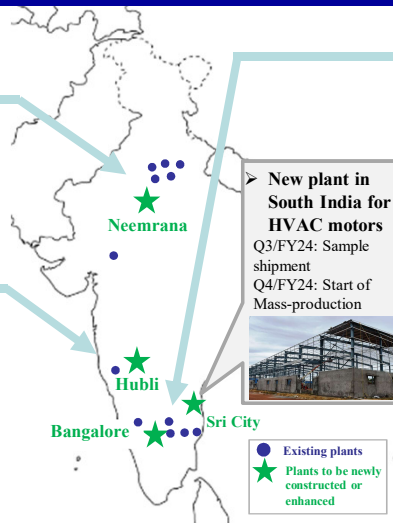 Neemrana
➢ New plant in
South India for
HVAC motors
Q3/FY24: Sample
shipment
Q4/FY24: Start of
Mass-production
Hubli
Sri City
Bangalore
Existing plants
Plants to be newly
constructed or
enhanced